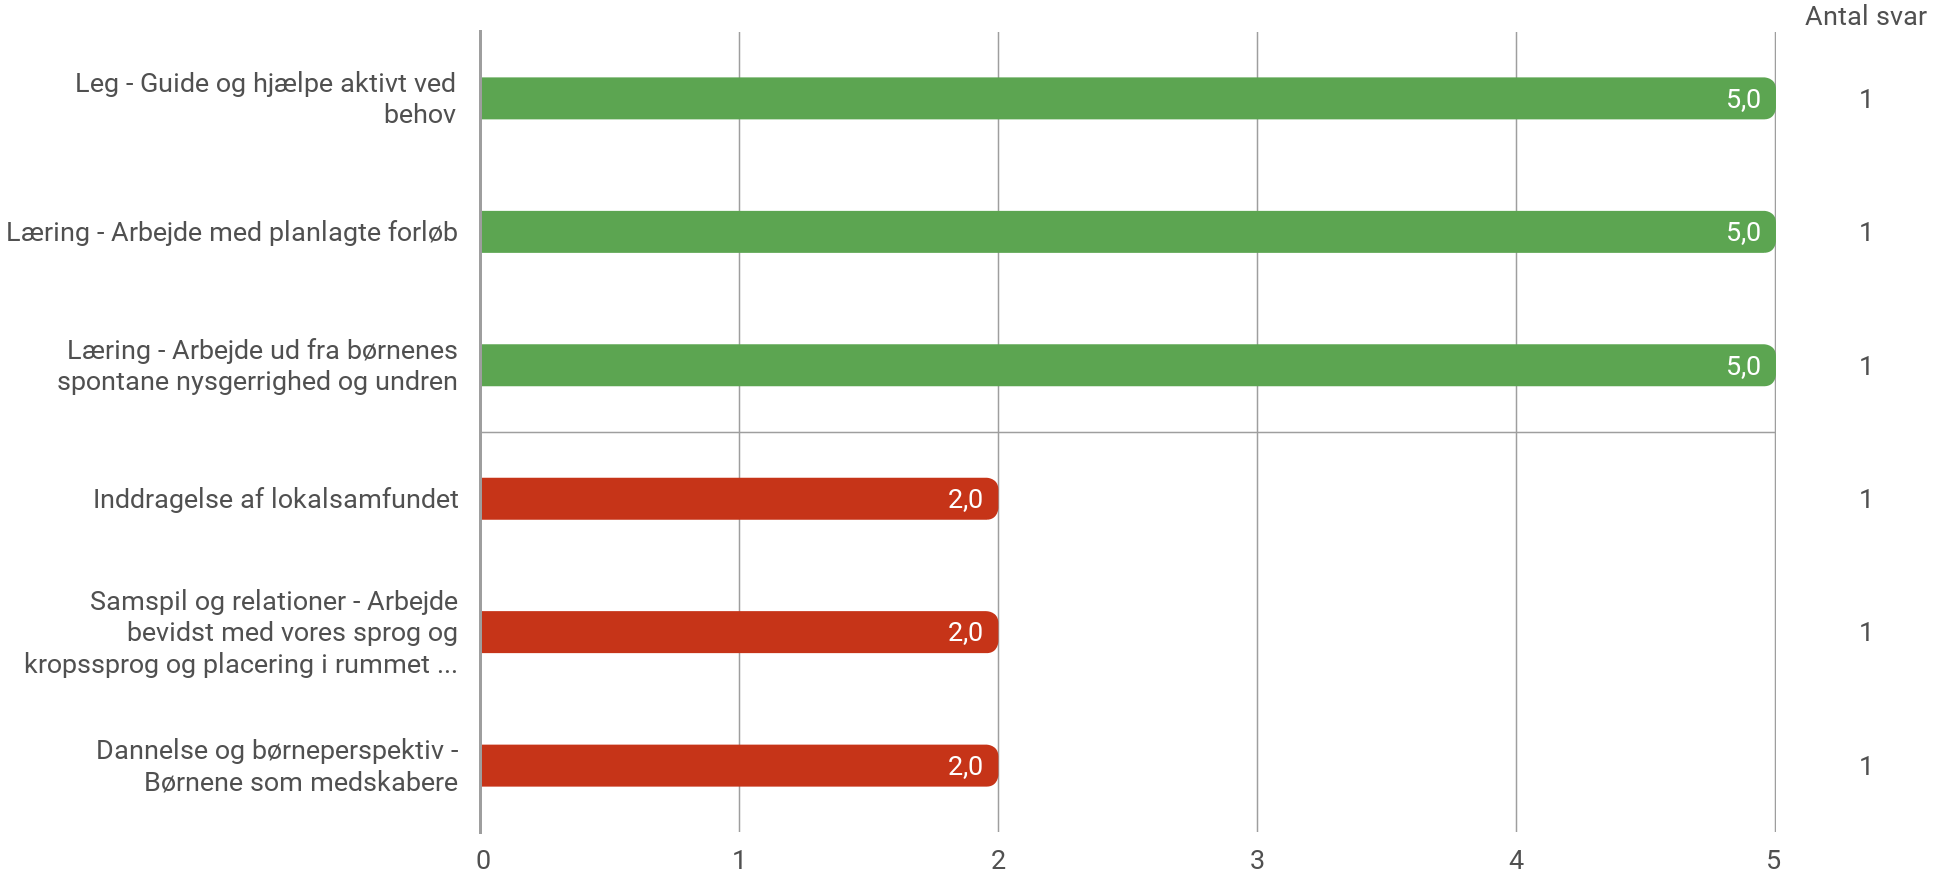 Antal svar
Leg - Guide og hjælpe aktivt ved
behov
5,0
1
Læring - Arbejde med planlagte forløb
5,0
1
Læring - Arbejde ud fra børnenes
spontane nysgerrighed og undren
5,0
1
Inddragelse af lokalsamfundet
2,0
1
Samspil og relationer - Arbejde
bevidst med vores sprog og
kropssprog og placering i rummet ...
2,0
1
Dannelse og børneperspektiv -
Børnene som medskabere
2,0
1
0 1 2 3 4 5